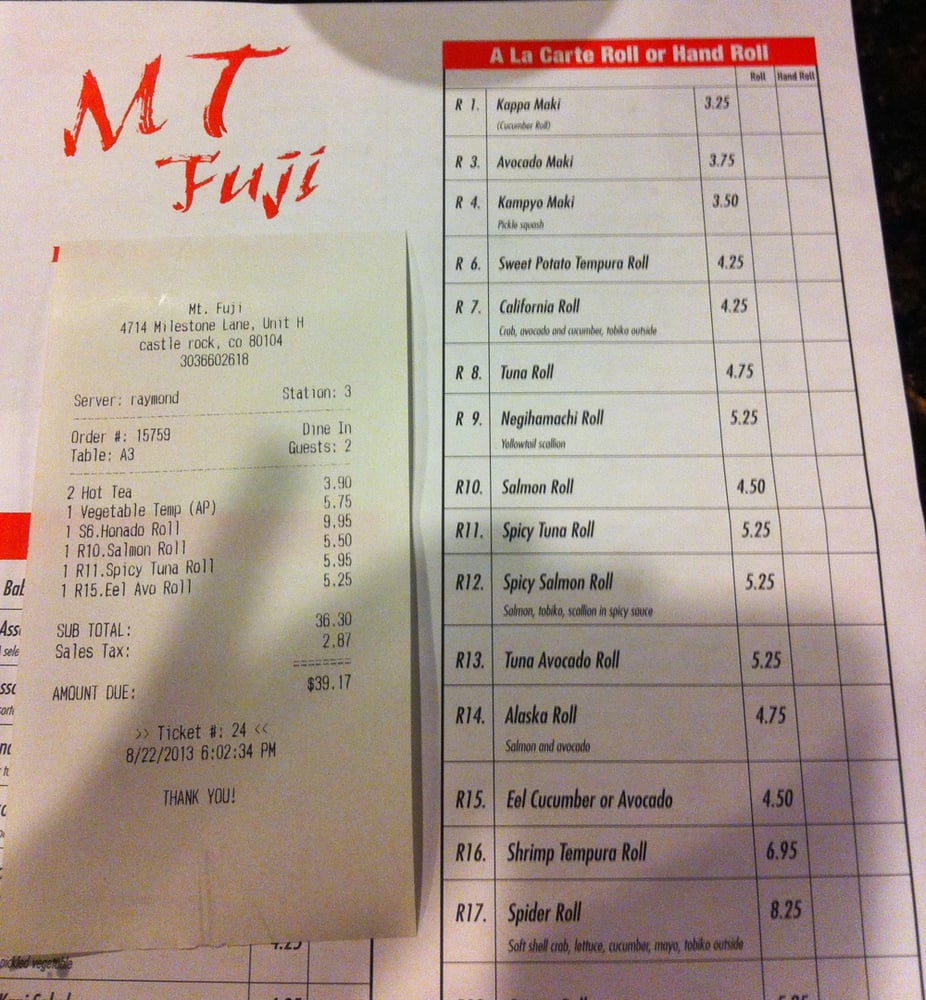 MT
Fuji
Mt. Fuji
4714 Milestone Lane, Unit H
castle rock, co 80104
3036602618
Server: raymond Station: 3
Order #: 15759 Dine In
Table: A3 Guests: 2
2 Hot Tea 3.90
1 Vegetable Temp (AP) 5.75
1 S6.Honado Roll 9.95
1 R10.Salmon Roll 5.50
1 R11.Spicy Tuna Roll 5.95
1 R15.Eel Avo Roll 5.25
SUB TOTAL: 36.30
Sales Tax: 2.87
========
AMOUNT DUE: $39.17
>> Ticket #: 24 <<
8/22/2013 6:02:34 PM
THANK YOU!
A La Carte Roll or Hand Roll
Roll Hand Roll
R 1. Kappa Maki 3.25
(Cucumber Roll)
R 3. Avocado Maki 3.75
R 4. Kampyo Maki 3.50
Pickle squash
R 6. Sweet Potato Tempura Roll 4.25
R 7. California Roll 4.25
Crab, avocado and cucumber, tobiko outside
R 8. Tuna Roll 4.75
R 9. Negihamachi Roll 5.25
Yellowtail scallion
R10. Salmon Roll 4.50
R11. Spicy Tuna Roll 5.25
R12. Spicy Salmon Roll 5.25
Salmon, tobiko, scallion in spicy sauce
R13. Tuna Avocado Roll 5.25
R14. Alaska Roll 4.75
Salmon and avocado
R15. Eel Cucumber or Avocado 4.50
R16. Shrimp Tempura Roll 6.95
R17. Spider Roll 8.25
Soft shell crab, lettuce, cucumber, mayo, tobiko outside
pickled vegetable